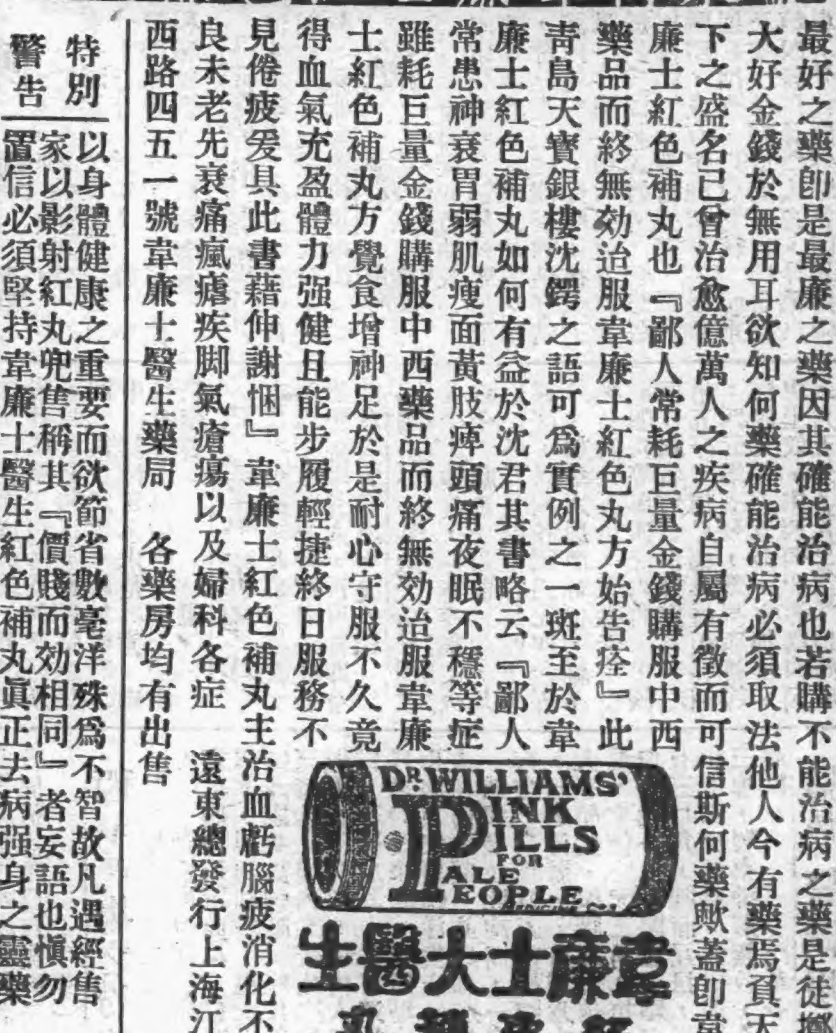 最好之藥卽是最廉之藥因其確能治病也若購不能治病之藥是徒
大好金錢於無用耳欲知何藥確能治病必須取法他人今有藥焉負天
下之盛名已曾治愈億萬人之疾病自屬有徵而可信斯何藥歟蓋卽韋
廉士紅色補丸也『鄙人常耗巨量金錢購服中西
藥品而終無効迨服韋廉士紅色丸方始告痊』此
靑島天寶銀樓沈鍔之語可爲實例之一斑至於韋
廉士紅色補丸如何有益於沈君其書略云『鄙人
常患神衰胃弱肌瘦面黃肢痺頭痛夜眠不穩等症
雖耗巨量金錢購服中西藥品而終無効迨服韋廉
士紅色補丸方覺食增神足於是耐心守服不久竟
得血氣充盈體力强健且能步履輕捷終日服務不
見倦疲爰具此書藉伸謝悃』韋廉士紅色補丸主治血虧腦疲消化不
良未老先衰痛瘋瘧疾脚氣瘡瘍以及婦科各症 遠東總發行上海江
西路四五一號韋廉士醫生藥局 各藥房均有出售
DR. WILLIAMS'
PINK
PILLS
FOR
PALE
PEOPLE
韋廉士大醫生
特別
警告
以身體健康之重要而欲節省數毫洋殊爲不智故凡遇經售
家以影射紅丸兜售稱其『價賤而効相同』者妄語也愼勿
置信必須堅持韋廉士醫生紅色補丸眞正去病强身之靈藥